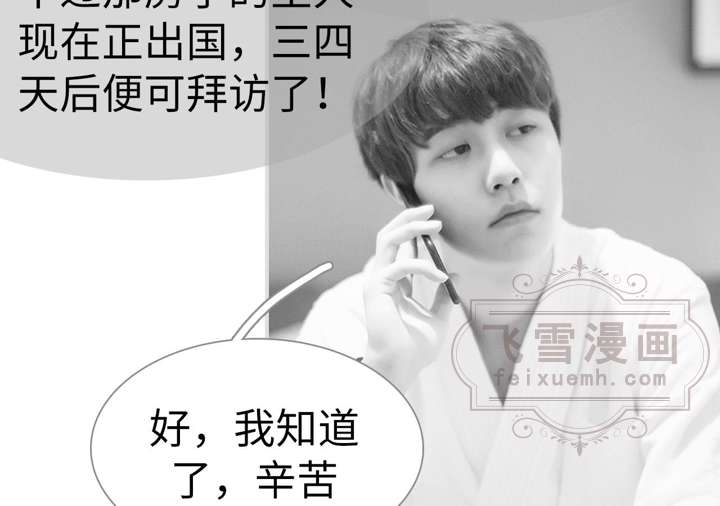 现在正出国，三四
天后便可拜访了！
飞雪漫画
feixuemh.com
好，我知道
了，辛苦